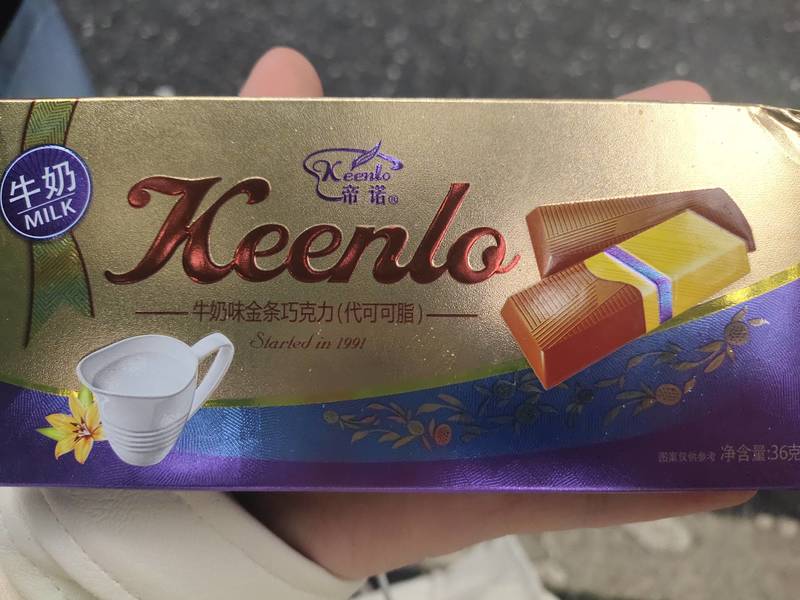 牛奶
MILK
Keenlo
帝诺®
Keenlo
牛奶味金条巧克力(代可可脂)
Started in 1991
图案仅供参考 净含量:36克